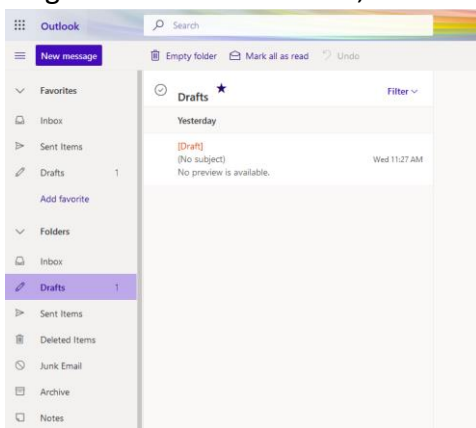 Outlook
Search
New message
Empty folder
Mark all as read
Undo
Favorites
Inbox
Sent Items
Drafts 1
Add favorite
Folders
Inbox
Drafts 1
Sent Items
Deleted Items
Junk Email
Archive
Notes
Drafts
Filter
Yesterday
[Draft]
(No subject) Wed 11:27 AM
No preview is available.